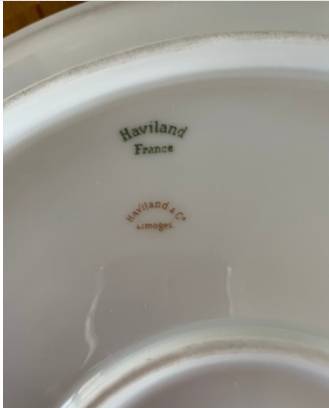 Haviland
France
Haviland & Co
Limoges